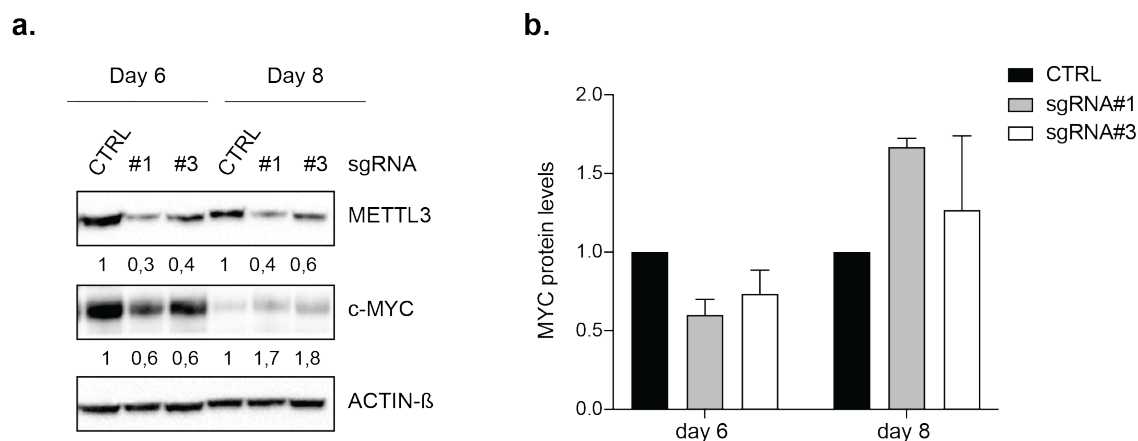 a.
Day 6 Day 8
CTRL #1 #3 CTRL #1 #3 sgRNA
METTL3
1 0,3 0,4 1 0,4 0,6
c-MYC
1 0,6 0,6 1 1,7 1,8
ACTIN-ß
b.
CTRL
sgRNA#1
sgRNA#3
MYC protein levels
2.0
1.5
1.0
0.5
0.0
day 6 day 8